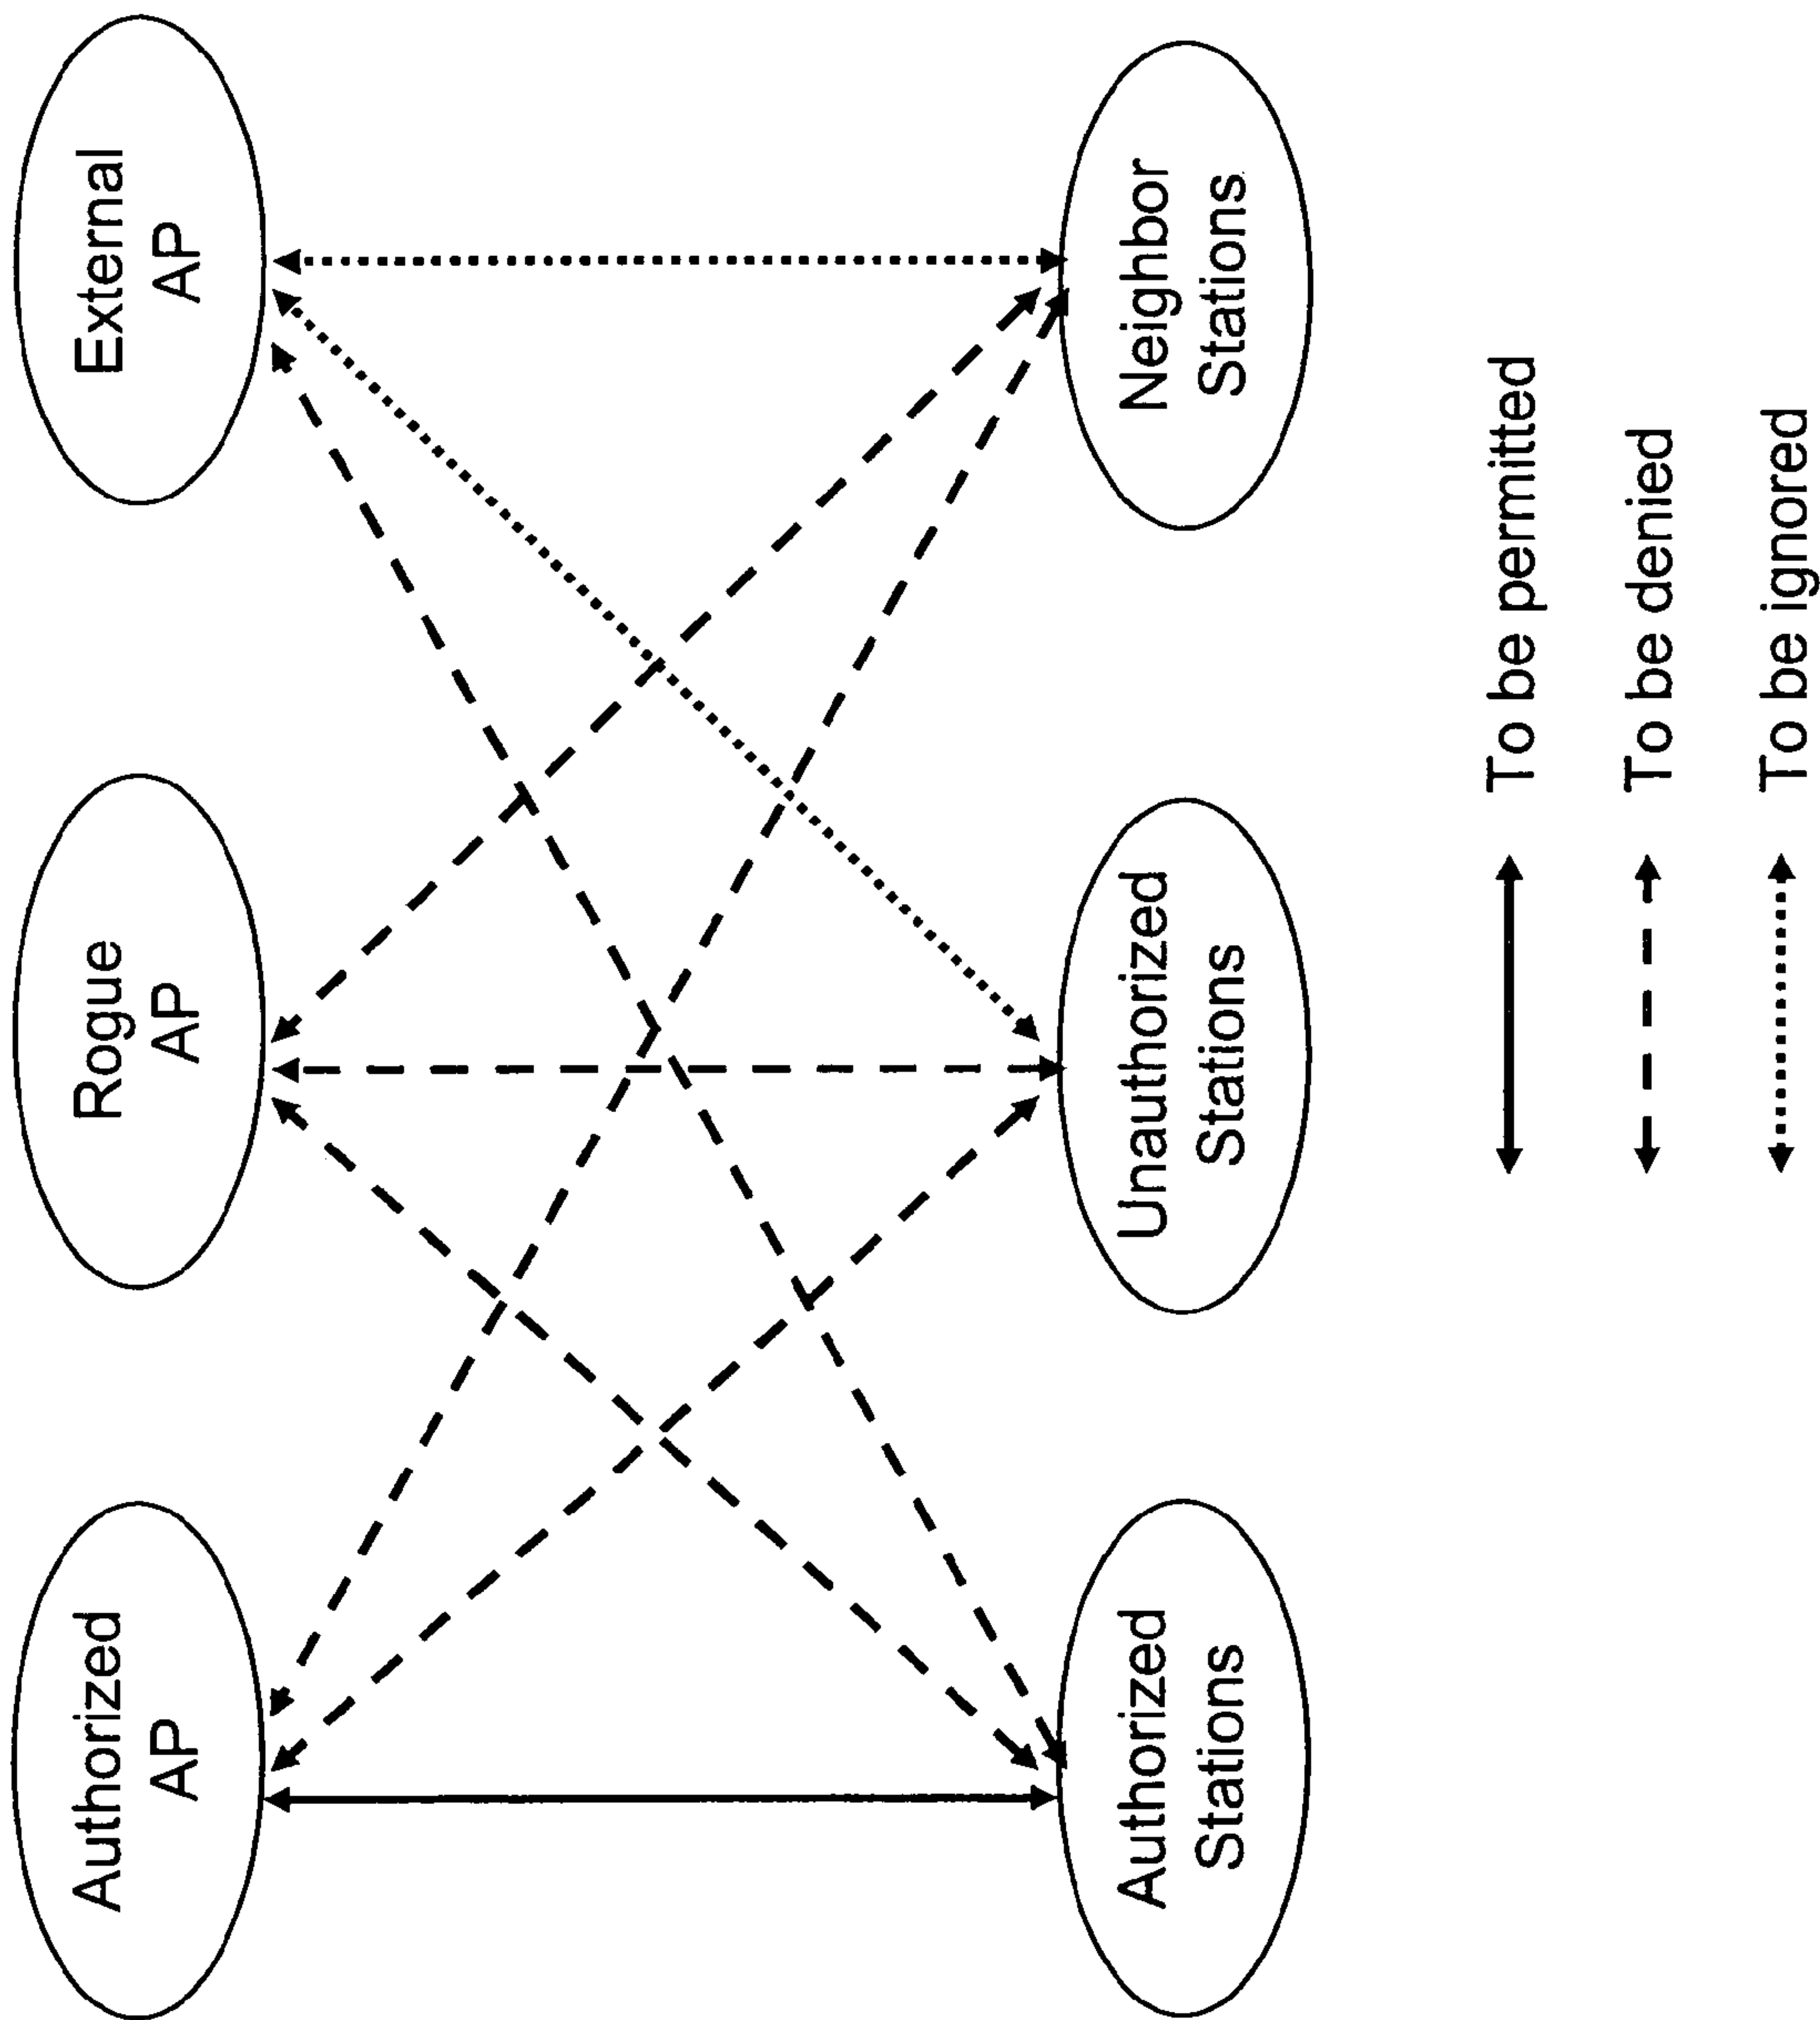 Authorized
AP
Rogue
AP
External
AP
Authorized
Stations
Unauthorized
Stations
Neighbor
Stations
To be permitted
To be denied
To be ignored